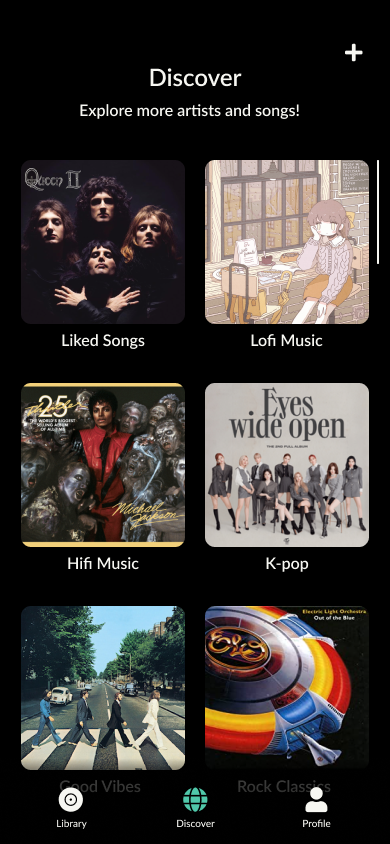 Discover
Explore more artists and songs!
Queen II
Liked Songs
Lofi Music
25
THE WORLD'S BIGGEST
SELLING ALBUM
OF ALL TIME
Michael
Jackson
Hifi Music
Eyes
wide open
THE 2ND FULL ALBUM
K-pop
Electric Light Orchestra
Out of the Blue
ELO
Good Vibes
Rock Classics
Library
Discover
Profile